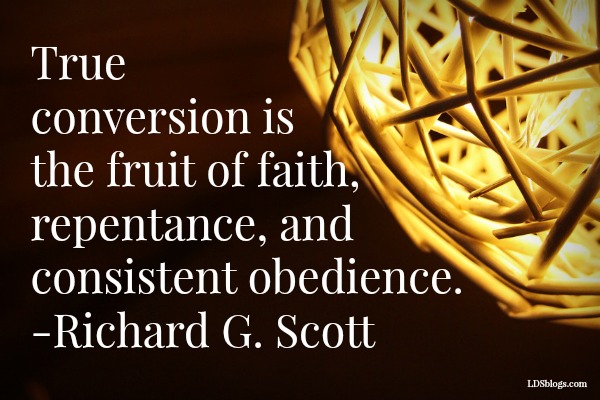 True
conversion is
the fruit of faith,
repentance, and
consistent obedience.
-Richard G. Scott
LDSblogs.com